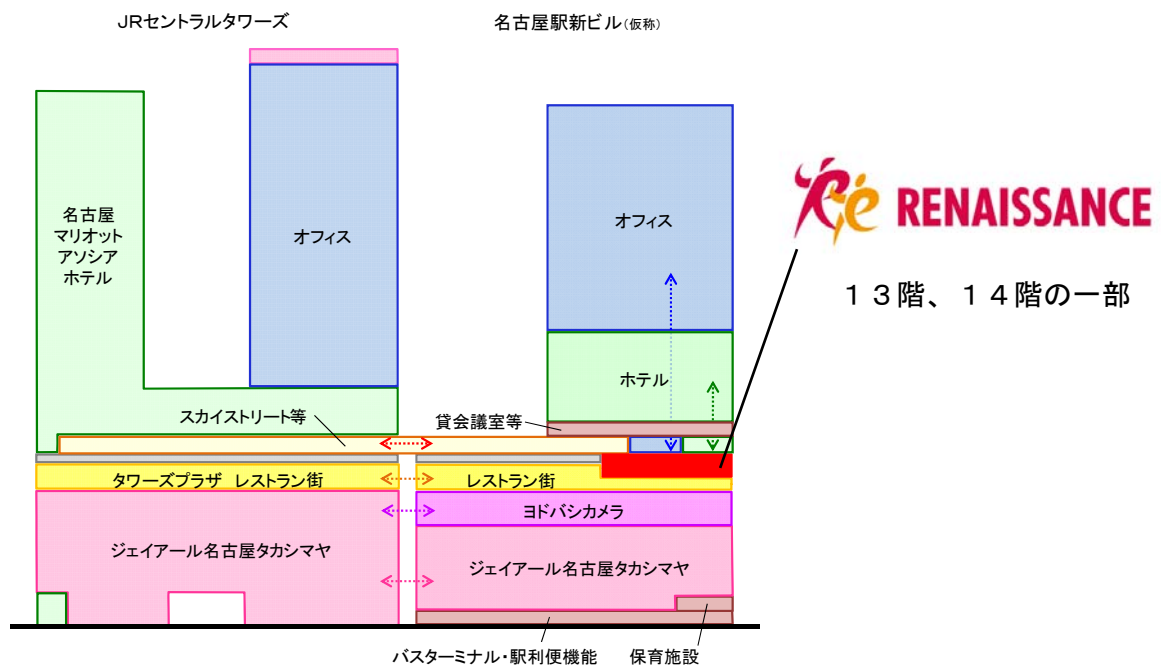 JRセントラルタワーズ
名古屋駅新ビル(仮称)
名古屋
マリオット
アソシア
ホテル
オフィス
オフィス
RENAISSANCE
１３階、１４階の一部
ホテル
スカイストリート等
貸会議室等
タワーズプラザ レストラン街
レストラン街
ヨドバシカメラ
ジェイアール名古屋タカシマヤ
ジェイアール名古屋タカシマヤ
バスターミナル・駅利便機能
保育施設